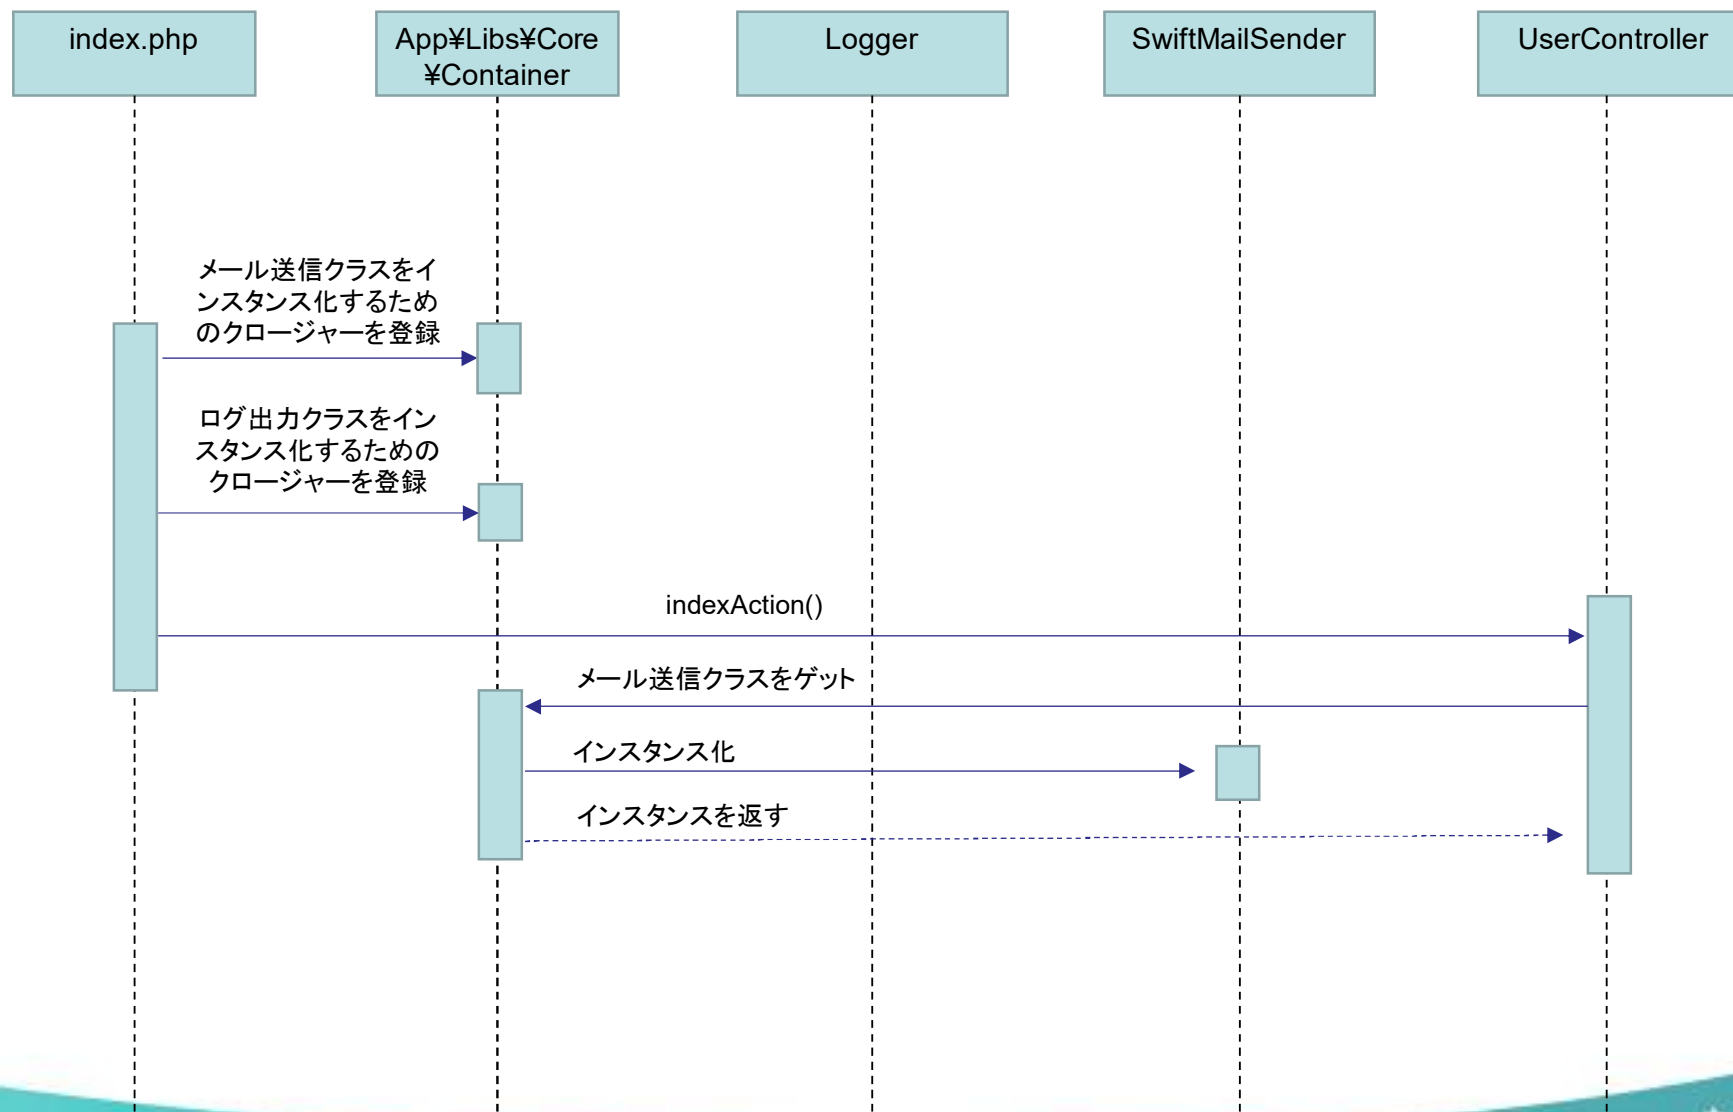 index.php
App¥Libs¥Core
¥Container
Logger
SwiftMailSender
UserController
メール送信クラスをイ
ンスタンス化するため
のクロージャーを登録
ログ出力クラスをイン
スタンス化するための
クロージャーを登録
indexAction()
メール送信クラスをゲット
インスタンス化
インスタンスを返す